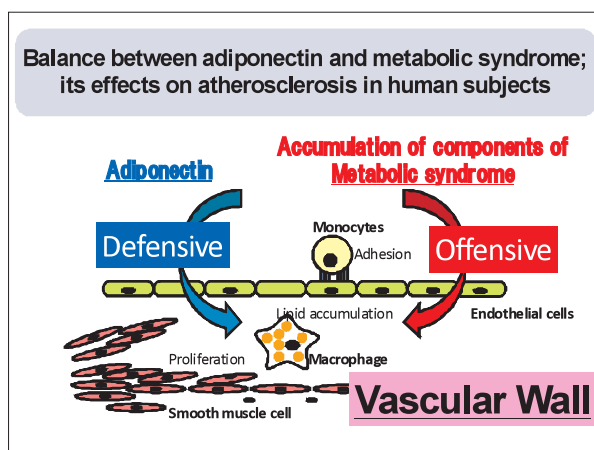 Balance between adiponectin and metabolic syndrome;
its effects on atherosclerosis in human subjects
Accumulation of components of
Metabolic syndrome
Adiponectin
Monocytes
Adhesion
Defensive
Offensive
Lipid accumulation
Endothelial cells
Proliferation
Macrophage
Smooth muscle cell
Vascular Wall